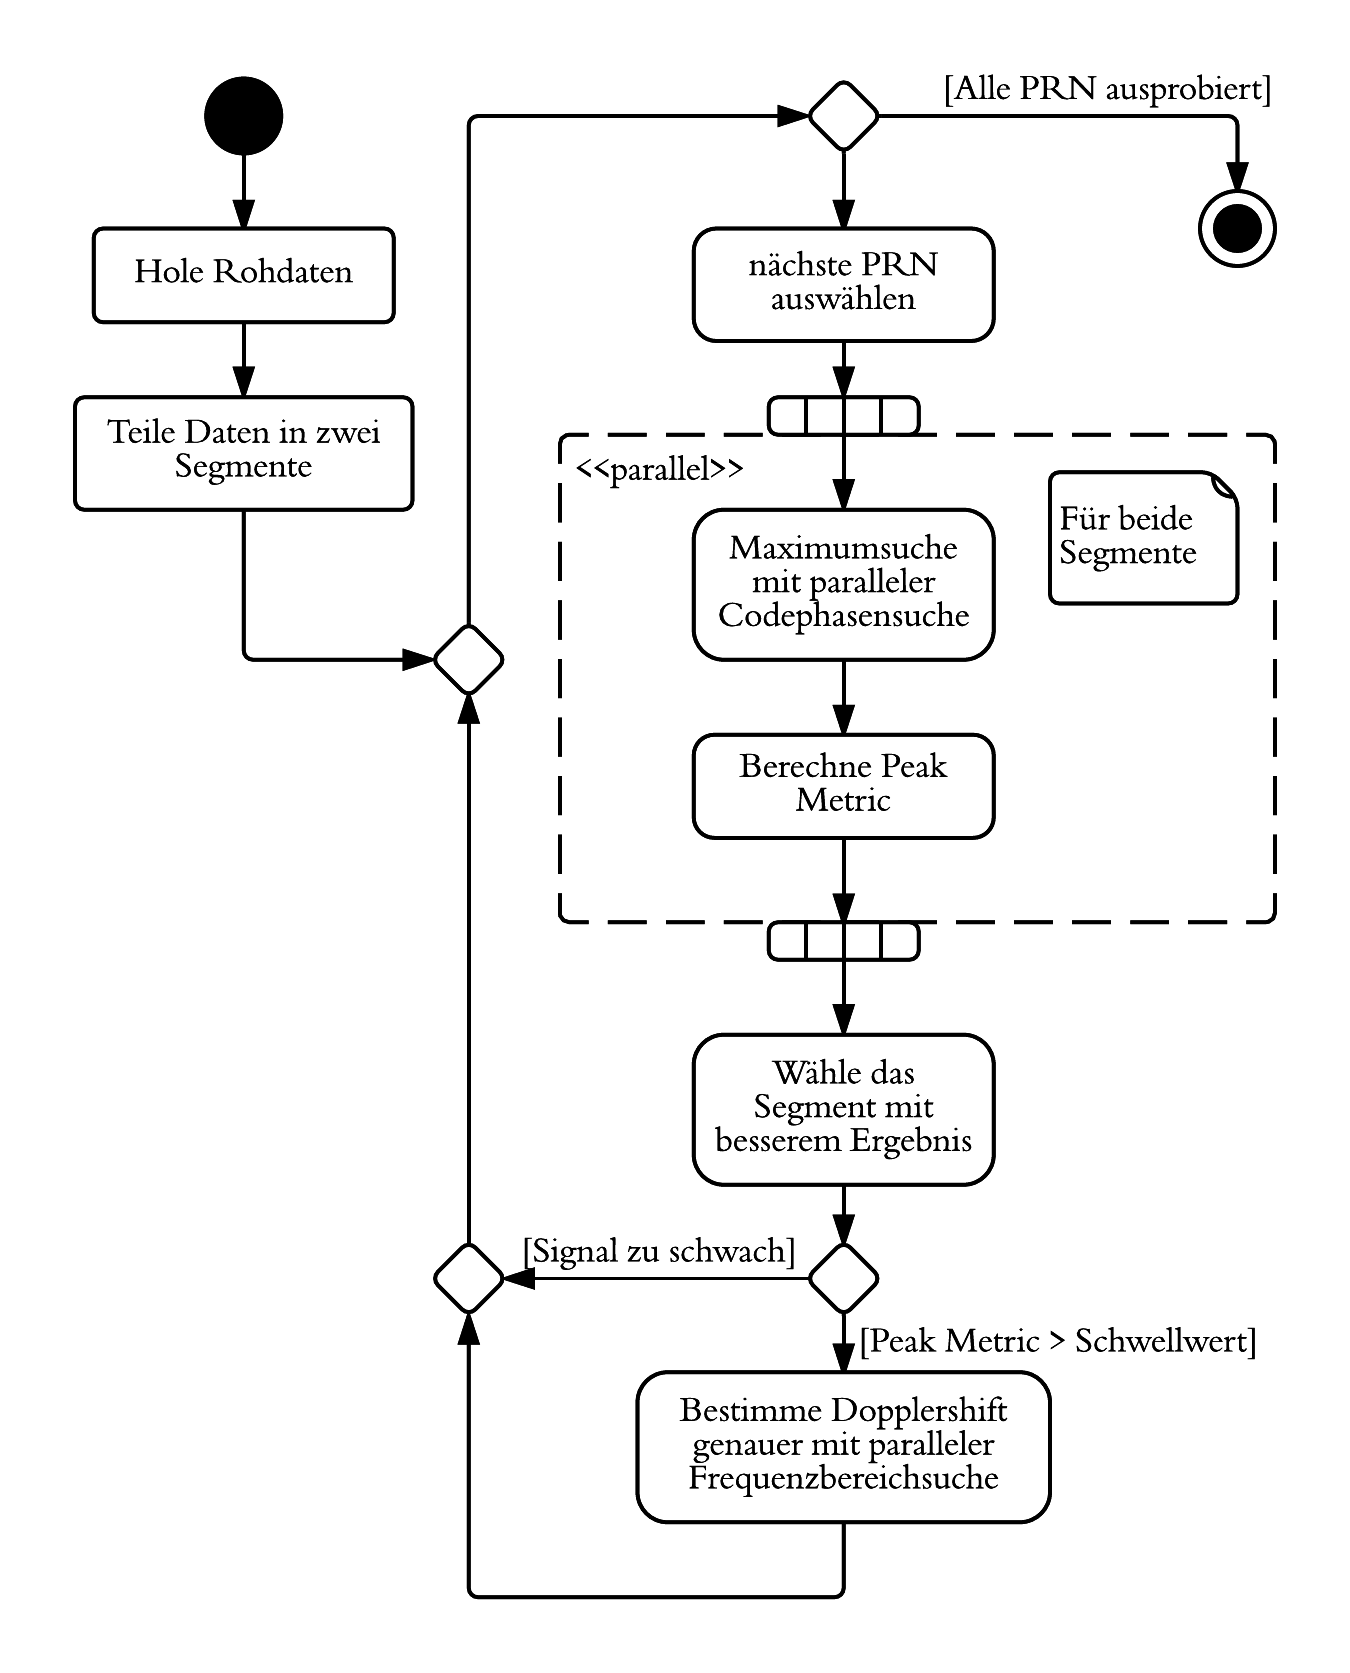 [Alle PRN ausprobiert]
Hole Rohdaten
Teile Daten in zwei
Segmente
nächste PRN
auswählen
<<parallel>>
Für beide
Segmente
Maximumsuche
mit paralleler
Codephasensuche
Berechne Peak
Metric
Wähle das
Segment mit
besserem Ergebnis
[Signal zu schwach]
[Peak Metric > Schwellwert]
Bestimme Dopplershift
genauer mit paralleler
Frequenzbereichsuche